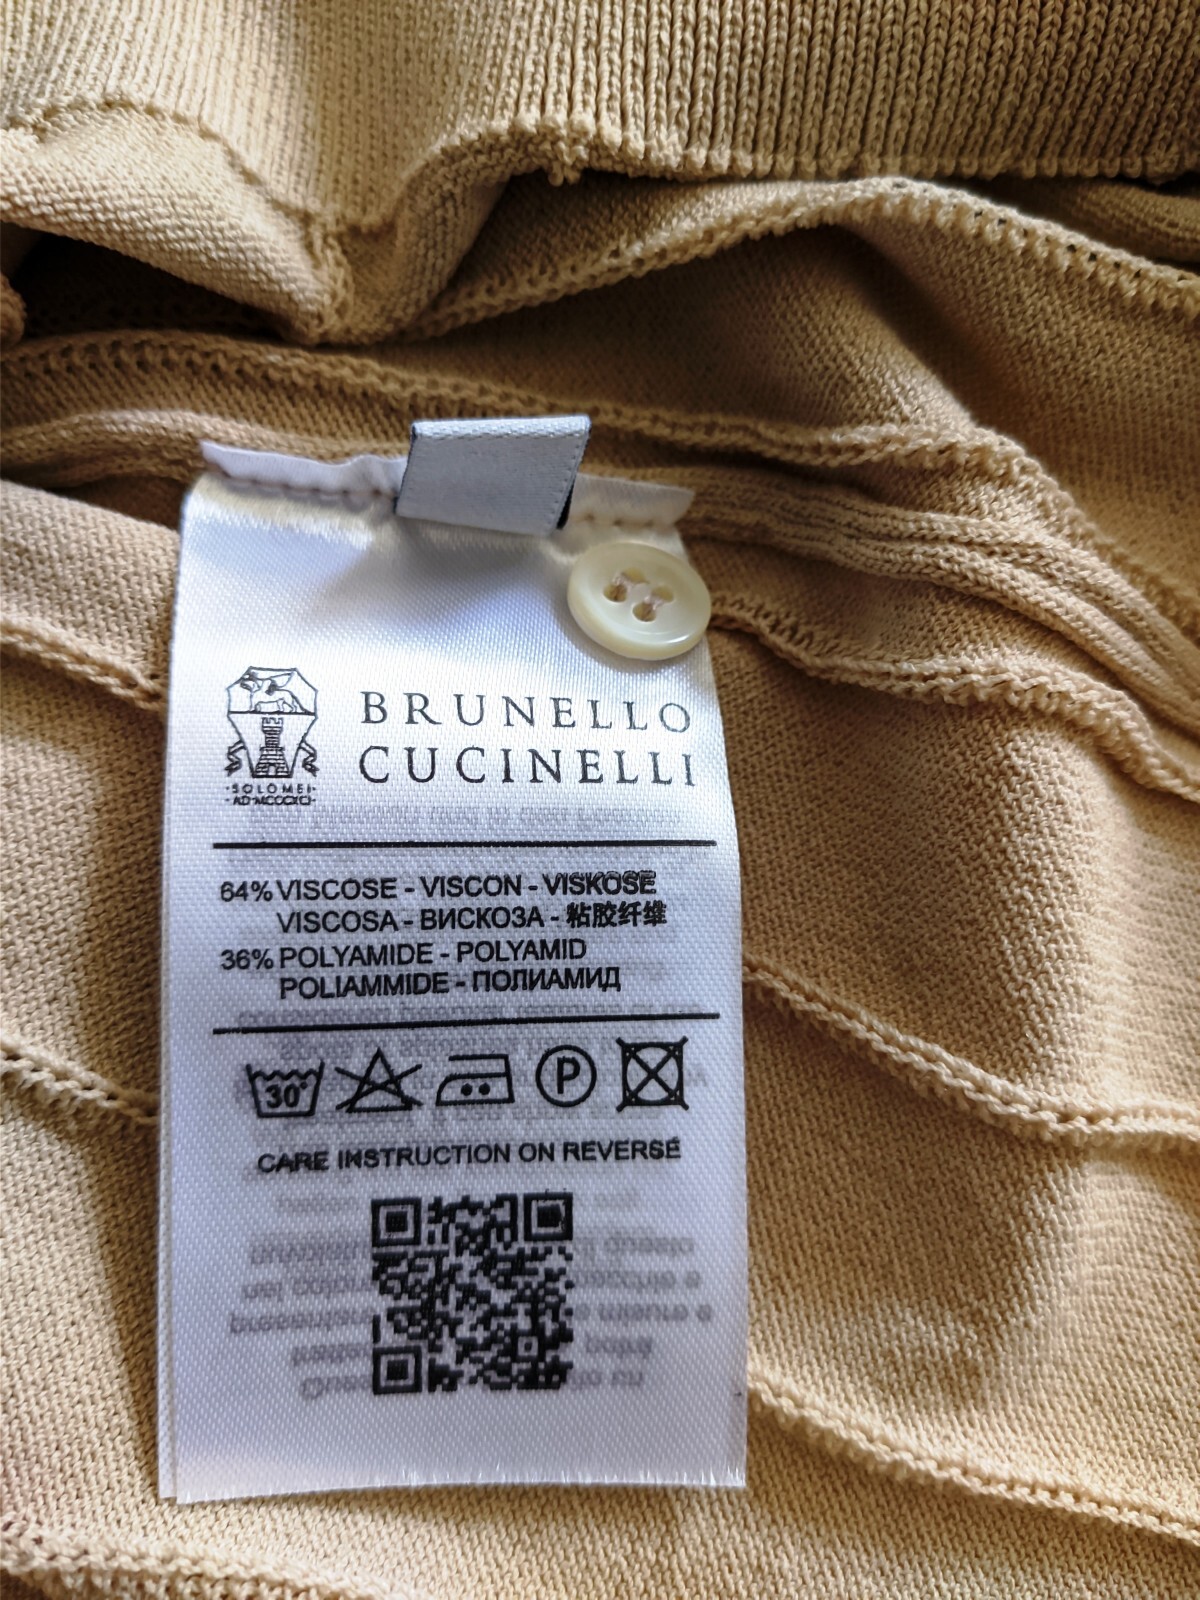 BRUNELLO
CUCINELLI
·SOLOMEI·
·AD·MCCCXCI·
64% VISCOSE - VISCON - VISKOSE
VISCOSA - ВИСКОЗА - 粘胶纤维
36% POLYAMIDE - POLYAMID
POLIAMMIDE - ПОЛИАМИД
30°
P
CARE INSTRUCTION ON REVERSE